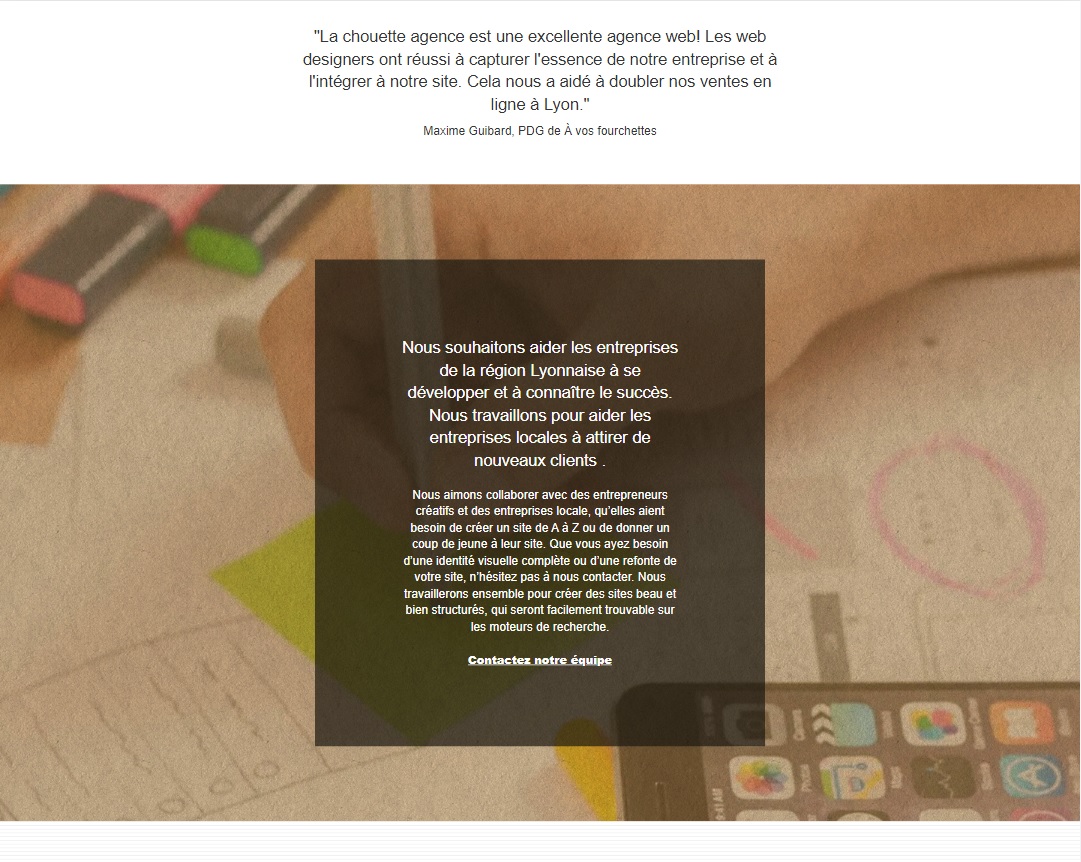 "La chouette agence est une excellente agence web! Les web
designers ont réussi à capturer l'essence de notre entreprise et à
l'intégrer à notre site. Cela nous a aidé à doubler nos ventes en
ligne à Lyon."
Maxime Guibard, PDG de À vos fourchettes
Nous souhaitons aider les entreprises
de la région Lyonnaise à se
développer et à connaître le succès.
Nous travaillons pour aider les
entreprises locales à attirer de
nouveaux clients .
Nous aimons collaborer avec des entrepreneurs
créatifs et des entreprises locale, qu’elles aient
besoin de créer un site de A à Z ou de donner un
coup de jeune à leur site. Que vous ayez besoin
d’une identité visuelle complète ou d’une refonte de
votre site, n’hésitez pas à nous contacter. Nous
travaillerons ensemble pour créer des sites beau et
bien structurés, qui seront facilement trouvable sur
les moteurs de recherche.
Contactez notre équipe
9:41 AM
Photos
Maps